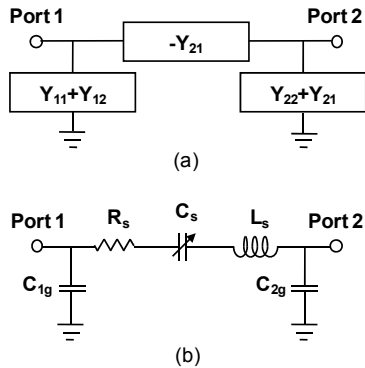 Port 1
Port 2
-Y21
Y11+Y12
Y22+Y21
(a)
Port 1
Rs
Cs
Ls
Port 2
C1g
C2g
(b)